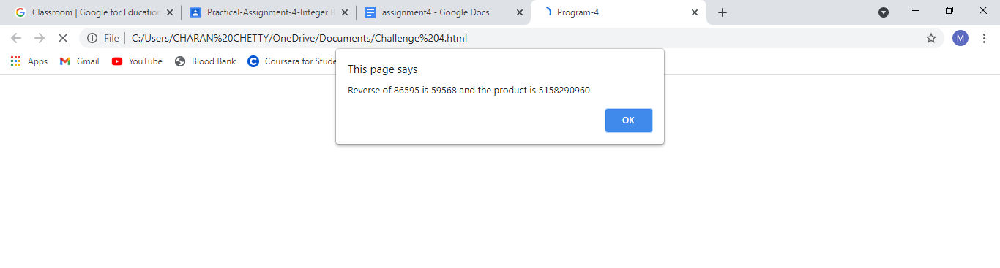 Classroom | Google for Education
Practical-Assignment-4-Integer R
assignment4 - Google Docs
Program-4
File
C:/Users/CHARAN%20CHETTY/OneDrive/Documents/Challenge%204.html
M
Apps
Gmail
YouTube
Blood Bank
Coursera for Stude
This page says
Reverse of 86595 is 59568 and the product is 5158290960
OK